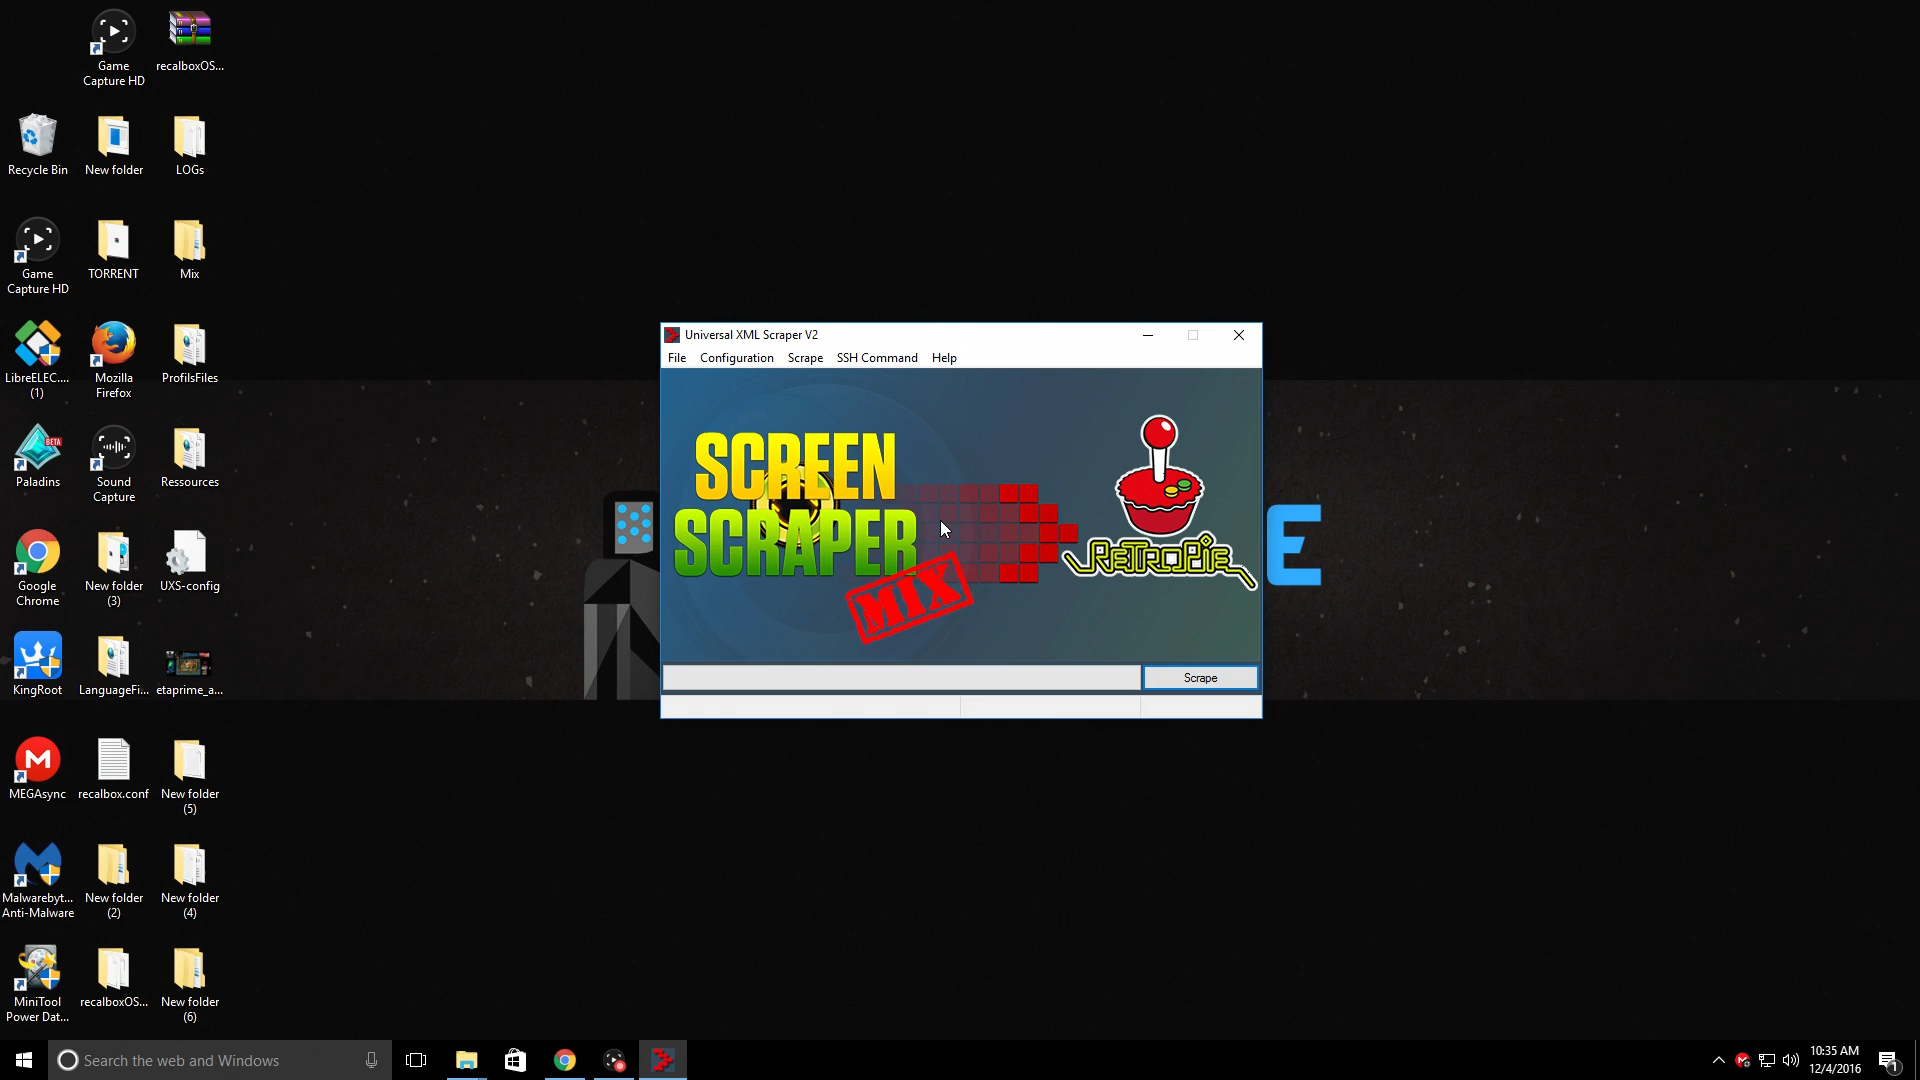 Game
Capture HD
recalboxOS...
Recycle Bin
New folder
LOGs
Game
Capture HD
TORRENT
Mix
LibreELEC....
(1)
Mozilla
Firefox
ProfilsFiles
BETA
Paladins
Sound
Capture
Ressources
Google
Chrome
New folder
(3)
UXS-config
KingRoot
LanguageFi...
etaprime_a...
MEGAsync
recalbox.conf
New folder
(5)
Malwarebyt...
Anti-Malware
New folder
(2)
New folder
(4)
MiniTool
Power Dat...
recalboxOS...
New folder
(6)
Universal XML Scraper V2
File Configuration Scrape SSH Command Help
SCREEN
SCRAPER
MIX
RETROPIE
Scrape
E
Search the web and Windows
10:35 AM
12/4/2016
1